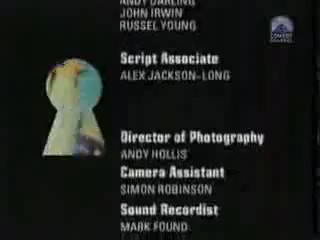 ANDY DARLING
JOHN IRWIN
RUSSEL YOUNG
Script Associate
ALEX JACKSON-LONG
Director of Photography
ANDY HOLLIS
Camera Assistant
SIMON ROBINSON
Sound Recordist
MARK FOUND